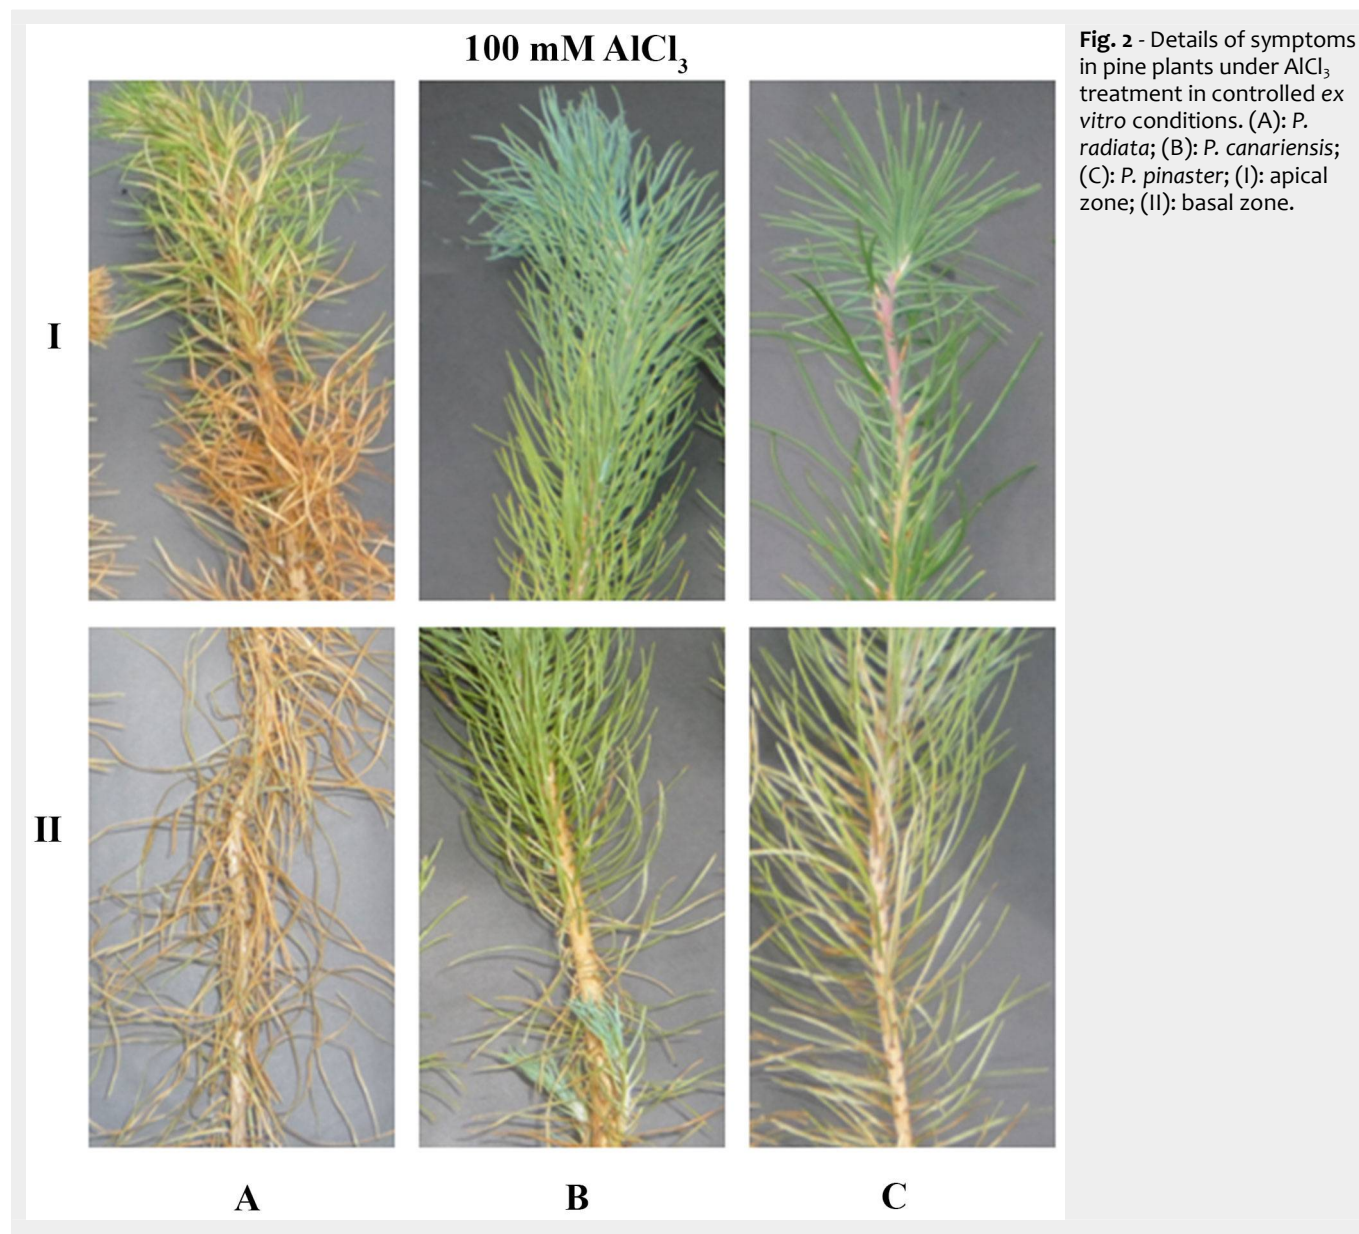 100 mM AlCl₃
Fig. 2 - Details of symptoms
in pine plants under AlCl₃
treatment in controlled ex
vitro conditions. (A): P.
radiata; (B): P. canariensis;
(C): P. pinaster; (I): apical
zone; (II): basal zone.
I
II
A B C